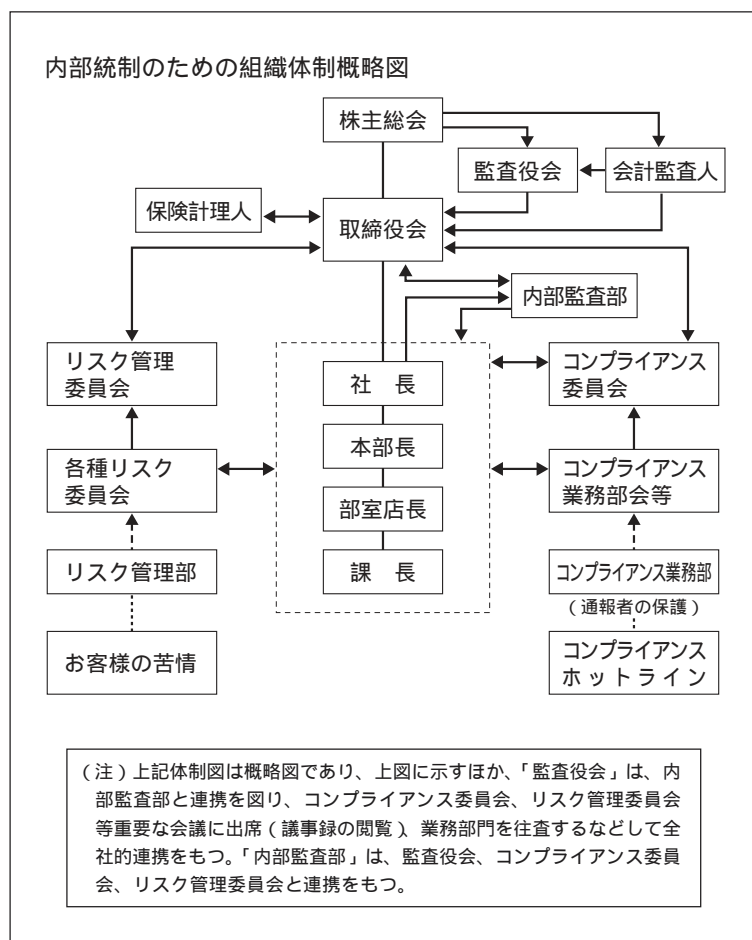 内部統制のための組織体制概略図
株主総会
監査役会
会計監査人
保険計理人
取締役会
内部監査部
リスク管理
委員会
社 長
コンプライアンス
委員会
本部長
各種リスク
委員会
コンプライアンス
業務部会等
部室店長
リスク管理部
課 長
コンプライアンス業務部
（通報者の保護）
お客様の苦情
コンプライアンス
ホットライン
（注）上記体制図は概略図であり、上図に示すほか、「監査役会」は、内
部監査部と連携を図り、コンプライアンス委員会、リスク管理委員会
等重要な会議に出席（議事録の閲覧）、業務部門を往査するなどして全
社的連携をもつ。「内部監査部」は、監査役会、コンプライアンス委員
会、リスク管理委員会と連携をもつ。